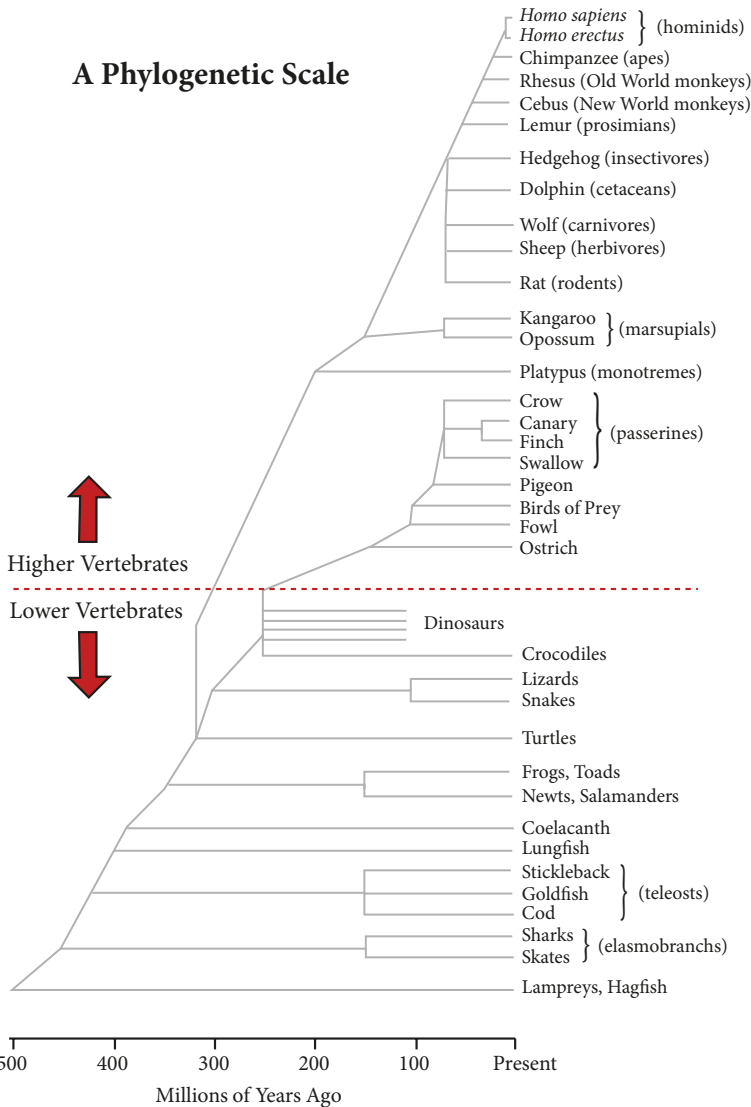 A Phylogenetic Scale
Homo sapiens
Homo erectus
(hominids)
Chimpanzee (apes)
Rhesus (Old World monkeys)
Cebus (New World monkeys)
Lemur (prosimians)
Hedgehog (insectivores)
Dolphin (cetaceans)
Wolf (carnivores)
Sheep (herbivores)
Rat (rodents)
Kangaroo
Opossum
(marsupials)
Platypus (monotremes)
Crow
Canary
Finch
Swallow
(passerines)
Pigeon
Birds of Prey
Fowl
Ostrich
Higher Vertebrates
Lower Vertebrates
Dinosaurs
Crocodiles
Lizards
Snakes
Turtles
Frogs, Toads
Newts, Salamanders
Coelacanth
Lungfish
Stickleback
Goldfish
Cod
(teleosts)
Sharks
Skates
(elasmobranchs)
Lampreys, Hagfish
500 400 300 200 100 Present
Millions of Years Ago